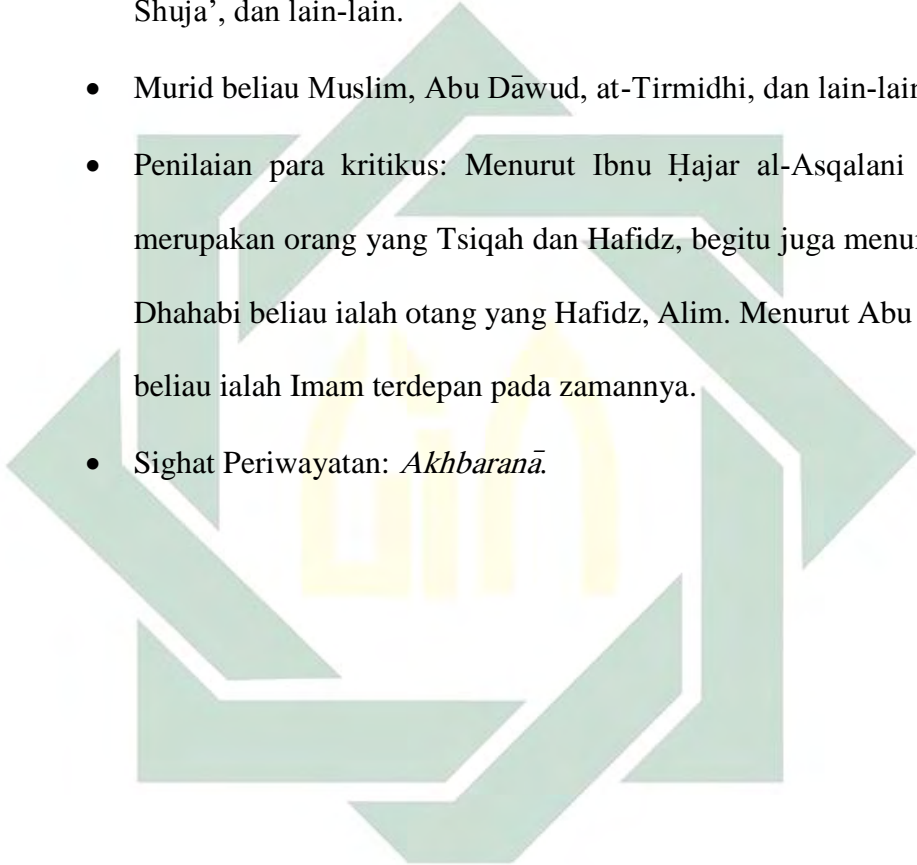 Shuja’, dan lain-lain.
• Murid beliau Muslim, Abu Dāwud, at-Tirmidhi, dan lain-lain
• Penilaian para kritikus: Menurut Ibnu Ḥajar al-Asqalani
merupakan orang yang Tsiqah dan Hafidz, begitu juga
Dhahabi beliau ialah otang yang Hafidz, Alim. Menurut Abu
beliau ialah Imam terdepan pada zamannya.
• Sighat Periwayatan: Akhbaranā.